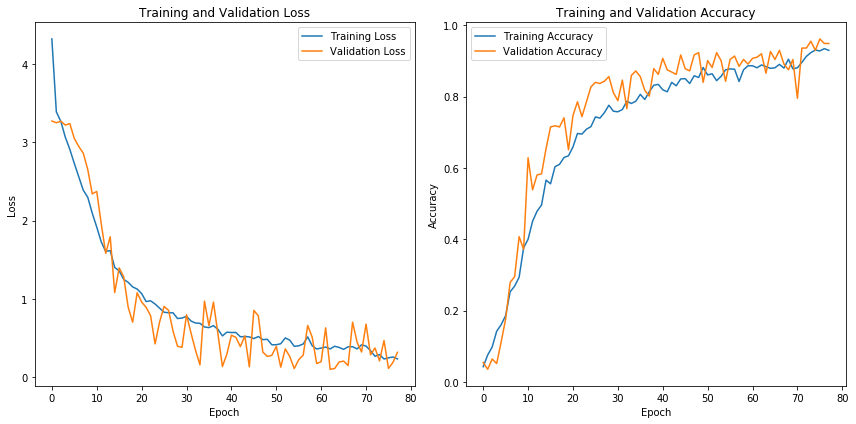 Training and Validation Loss
Training Loss
Validation Loss
4
3
2
1
0
Loss
0 10 20 30 40 50 60 70 80
Epoch
Training and Validation Accuracy
Training Accuracy
Validation Accuracy
1.0
0.8
0.6
0.4
0.2
0.0
Accuracy
0 10 20 30 40 50 60 70 80
Epoch